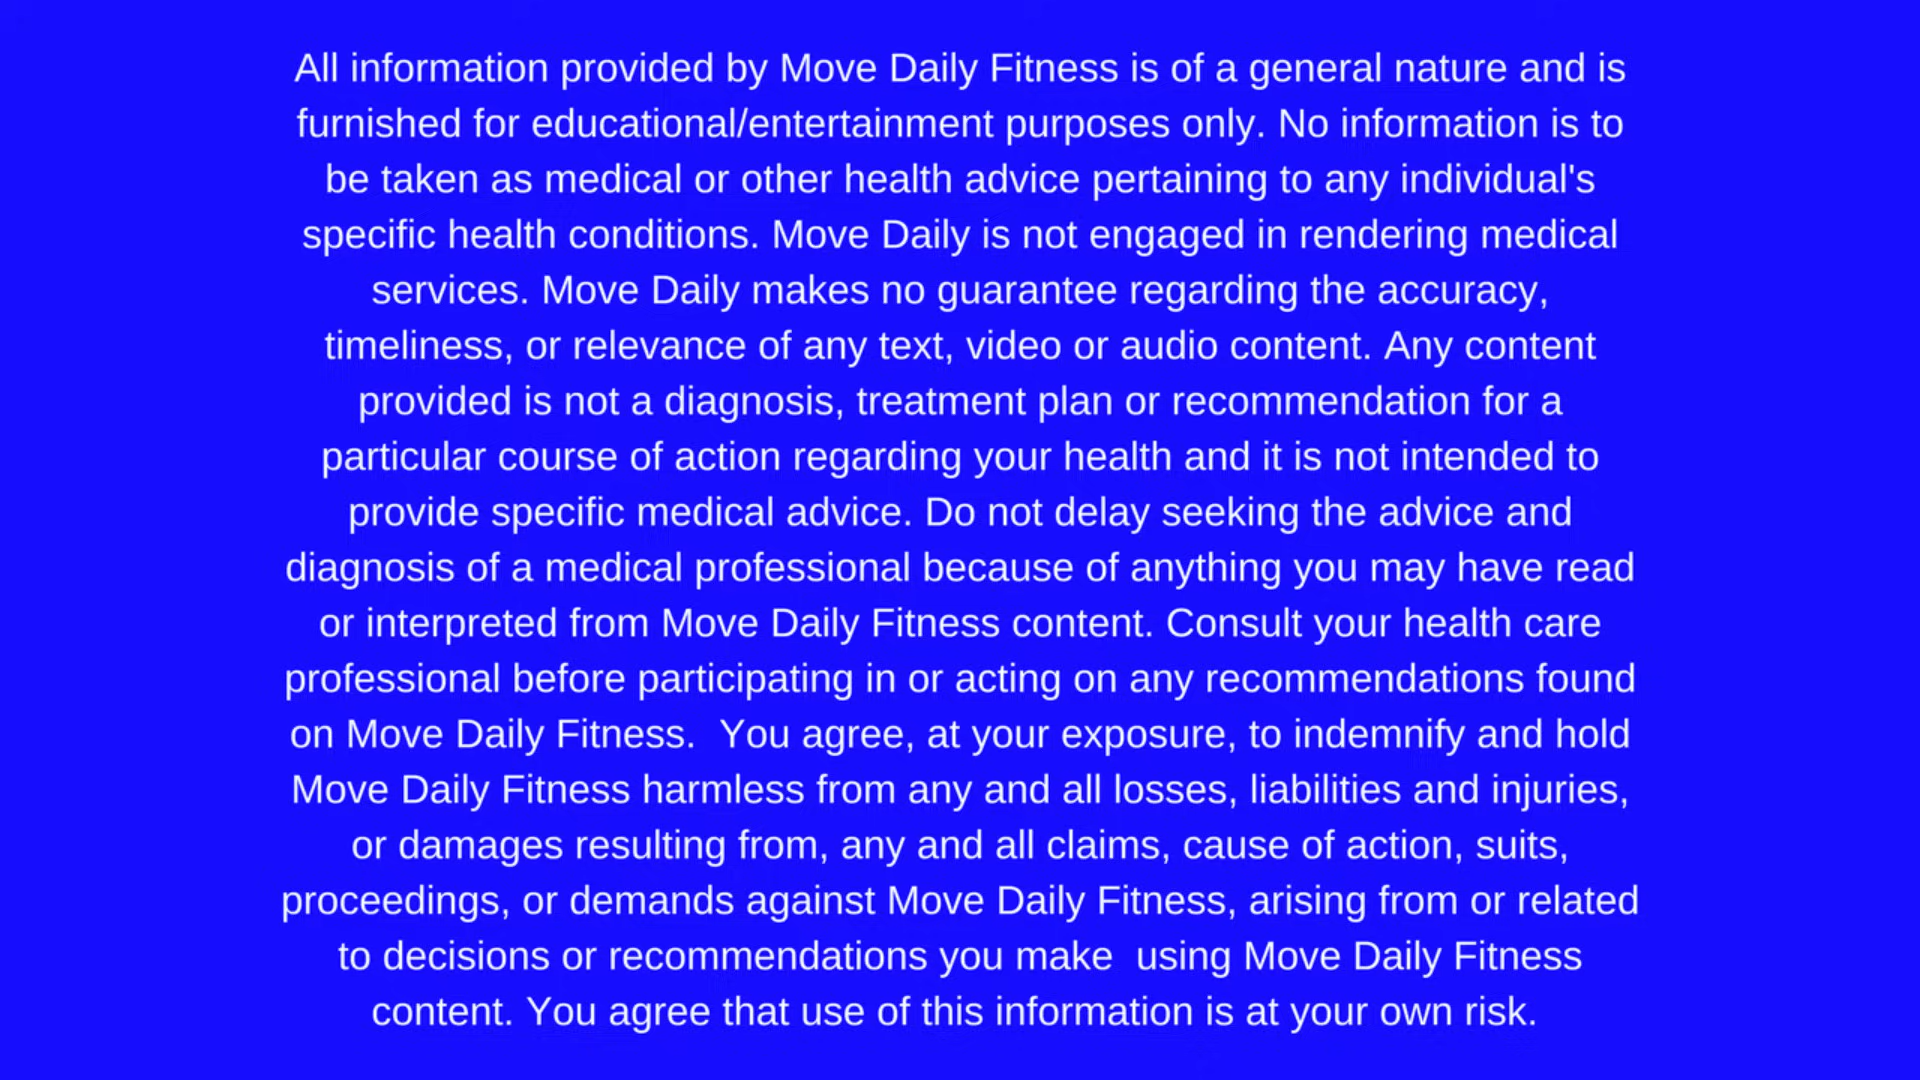 All information provided by Move Daily Fitness is of a general nature and is
furnished for educational/entertainment purposes only. No information is to
be taken as medical or other health advice pertaining to any individual's
specific health conditions. Move Daily is not engaged in rendering medical
services. Move Daily makes no guarantee regarding the accuracy,
timeliness, or relevance of any text, video or audio content. Any content
provided is not a diagnosis, treatment plan or recommendation for a
particular course of action regarding your health and it is not intended to
provide specific medical advice. Do not delay seeking the advice and
diagnosis of a medical professional because of anything you may have read
or interpreted from Move Daily Fitness content. Consult your health care
professional before participating in or acting on any recommendations found
on Move Daily Fitness.  You agree, at your exposure, to indemnify and hold
Move Daily Fitness harmless from any and all losses, liabilities and injuries,
or damages resulting from, any and all claims, cause of action, suits,
proceedings, or demands against Move Daily Fitness, arising from or related
to decisions or recommendations you make  using Move Daily Fitness
content. You agree that use of this information is at your own risk.